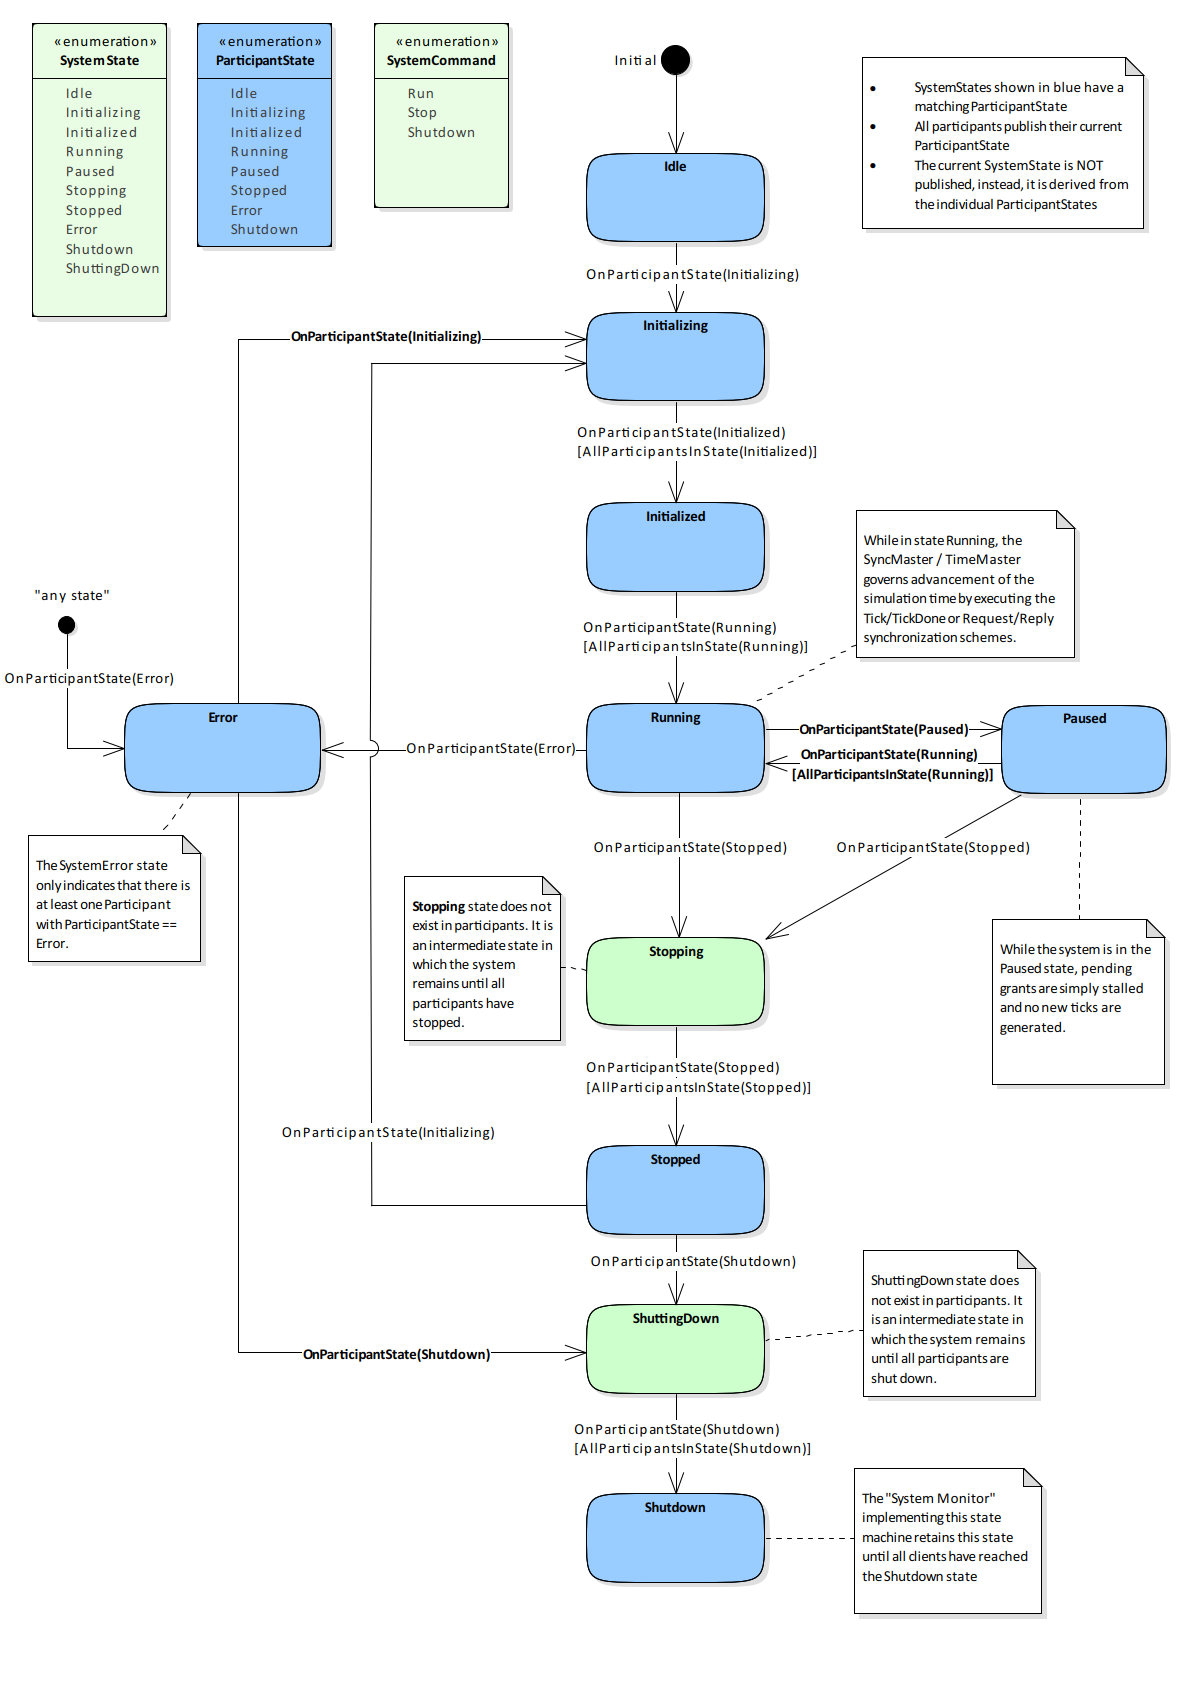 «enumeration»
SystemState
Idle
Initializing
Initialized
Running
Paused
Stopping
Stopped
Error
Shutdown
ShuttingDown
«enumeration»
ParticipantState
Idle
Initializing
Initialized
Running
Paused
Stopped
Error
Shutdown
«enumeration»
SystemCommand
Run
Stop
Shutdown
Initial
• SystemStates shown in blue have a
matching ParticipantState
• All participants publish their current
ParticipantState
• The current SystemState is NOT
published, instead, it is derived from
the individual ParticipantStates
Idle
OnParticipantState(Initializing)
Initializing
OnParticipantState(Initializing)
OnParticipantState(Initialized)
[AllParticipantsInState(Initialized)]
Initialized
While in state Running, the
SyncMaster / TimeMaster
governs advancement of the
simulation time by executing the
Tick/TickDone or Request/Reply
synchronization schemes.
"any state"
OnParticipantState(Running)
[AllParticipantsInState(Running)]
OnParticipantState(Error)
Error
OnParticipantState(Error)
Running
OnParticipantState(Paused)
OnParticipantState(Running)
[AllParticipantsInState(Running)]
Paused
OnParticipantState(Stopped)
OnParticipantState(Stopped)
The SystemError state
only indicates that there is
at least one Participant
with ParticipantState ==
Error.
Stopping state does not
exist in participants. It is
an intermediate state in
which the system
remains until all
participants have
stopped.
Stopping
While the system is in the
Paused state, pending
grants are simply stalled
and no new ticks are
generated.
OnParticipantState(Stopped)
[AllParticipantsInState(Stopped)]
OnParticipantState(Initializing)
Stopped
OnParticipantState(Shutdown)
ShuttingDown
ShuttingDown state does
not exist in participants. It
is an intermediate state in
which the system remains
until all participants are
shut down.
OnParticipantState(Shutdown)
OnParticipantState(Shutdown)
[AllParticipantsInState(Shutdown)]
Shutdown
The "System Monitor"
implementing this state
machine retains this state
until all clients have reached
the Shutdown state